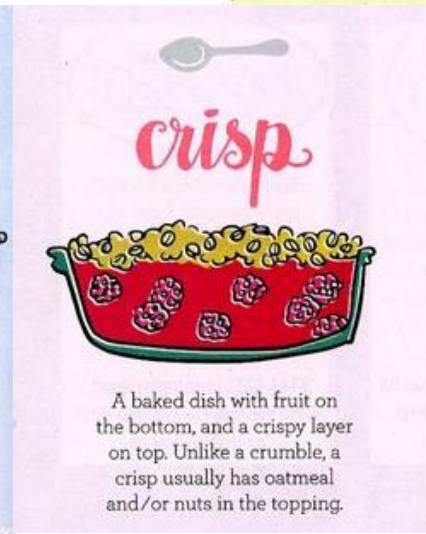 crisp
A baked dish with fruit on
the bottom, and a crispy layer
on top. Unlike a crumble, a
crisp usually has oatmeal
and/or nuts in the topping.